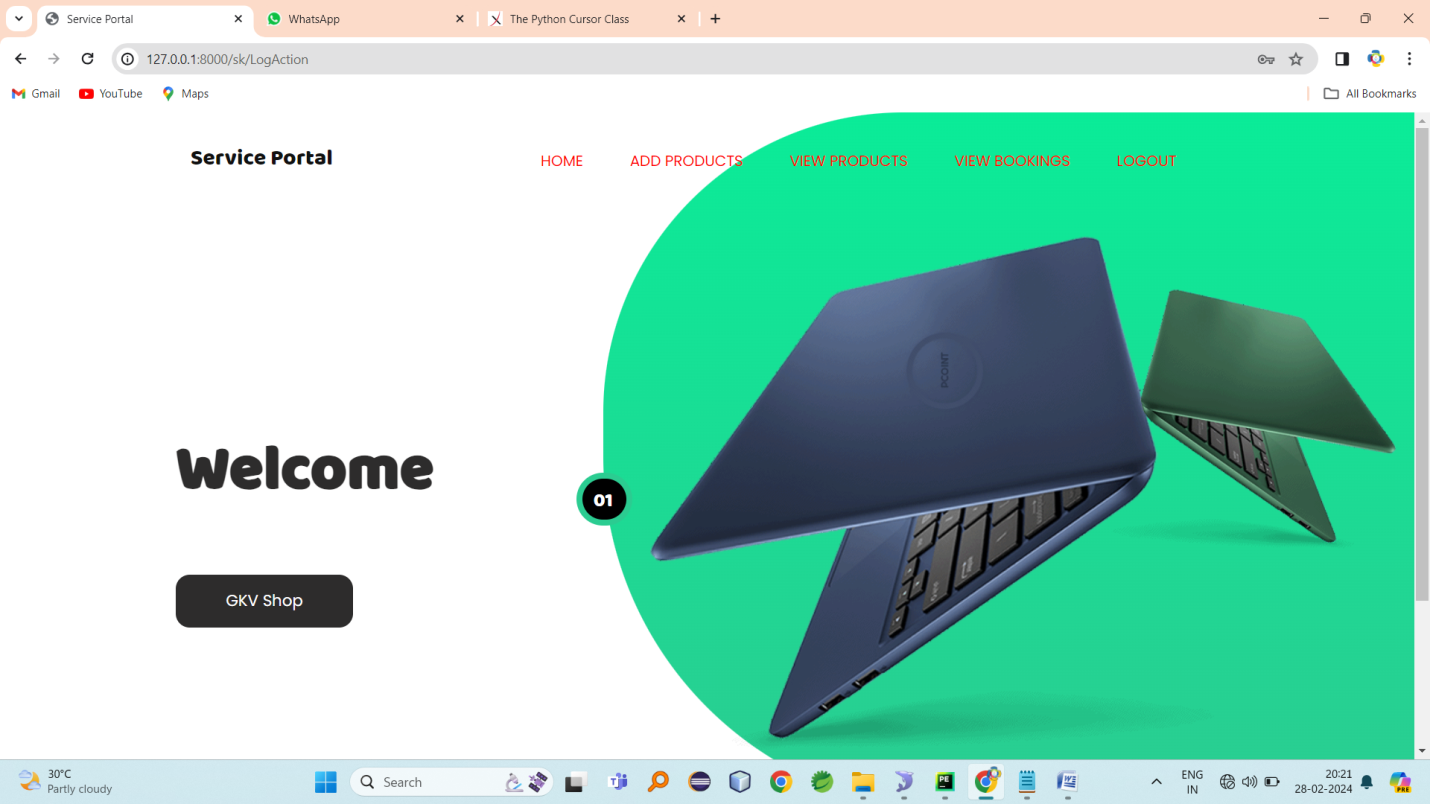 Service Portal
WhatsApp
The Python Cursor Class
127.0.0.1:8000/sk/LogAction
Gmail
YouTube
Maps
All Bookmarks
Service Portal
HOME
ADD PRODUCTS
VIEW PRODUCTS
VIEW BOOKINGS
LOGOUT
PCOINT
Welcome
01
GKV Shop
30°C
Partly cloudy
Search
ENG
IN
20:21
28-02-2024
PRE